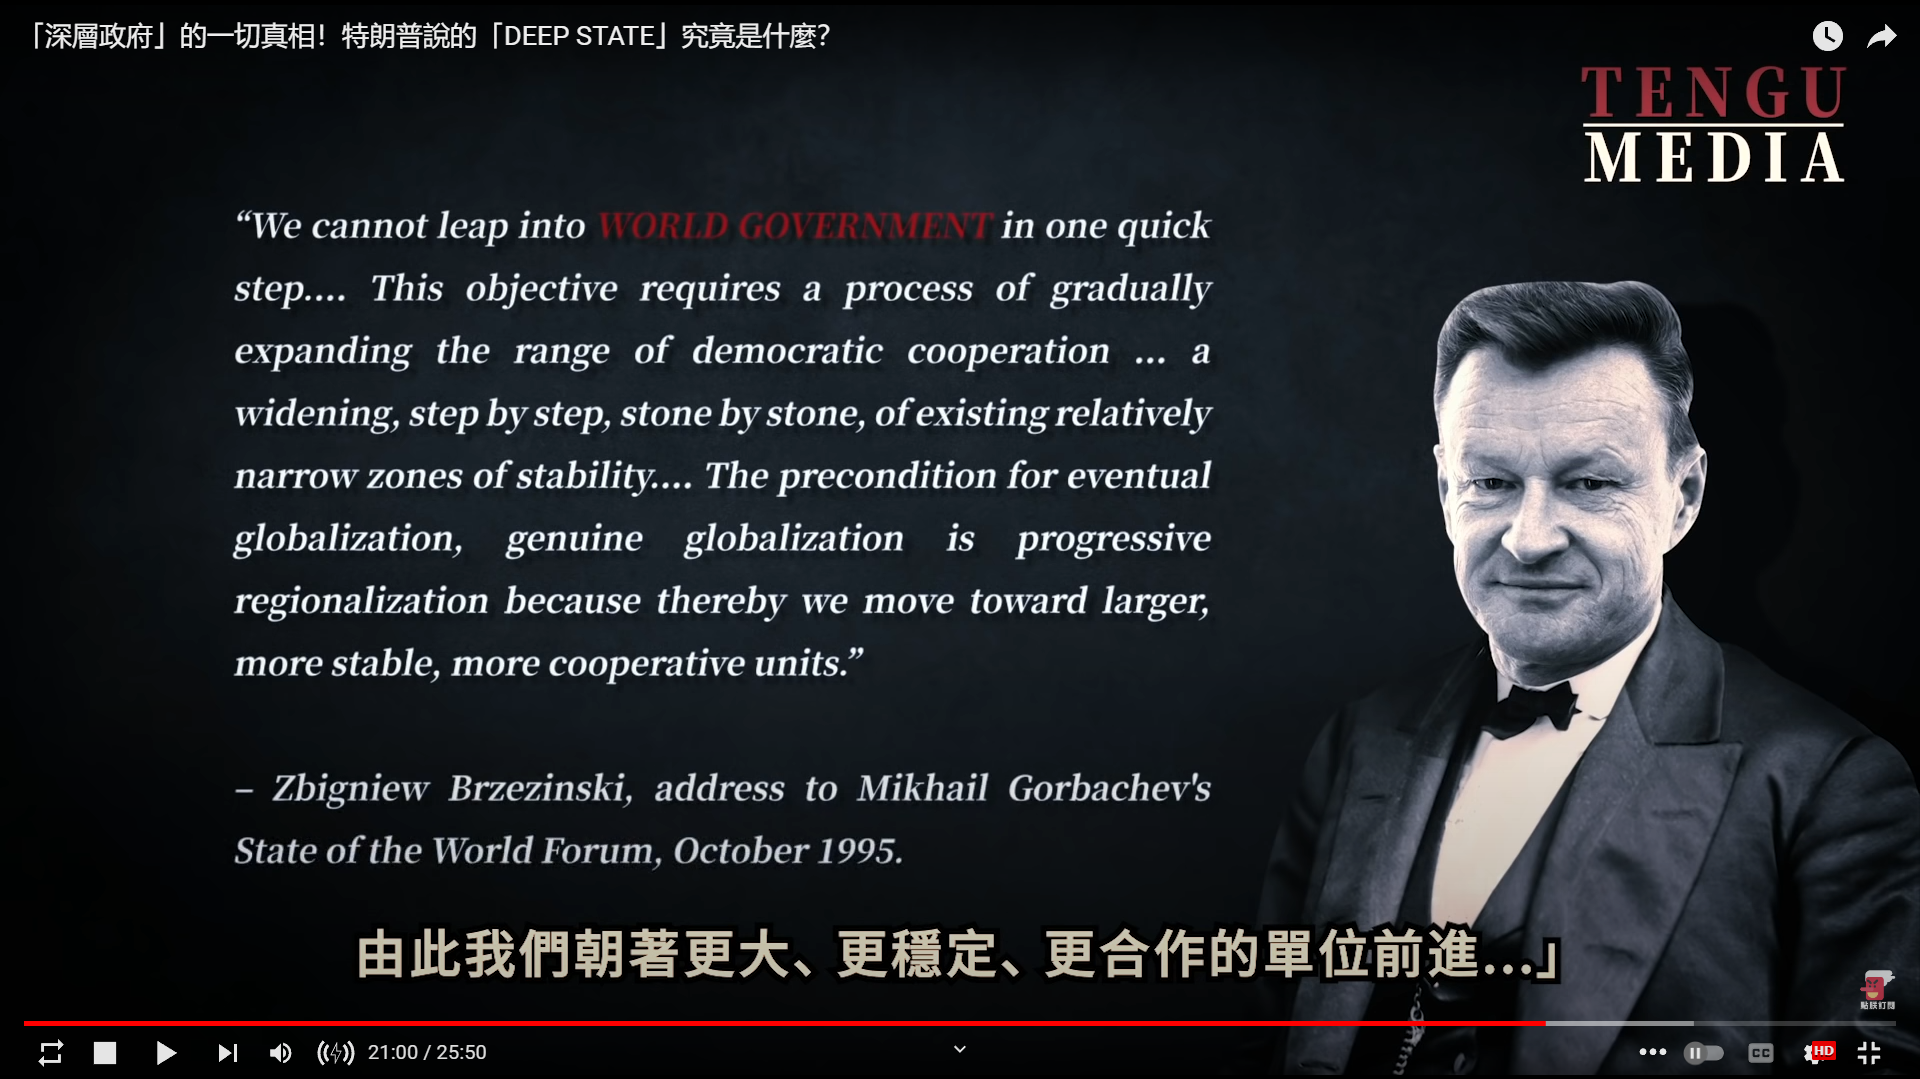 「深層政府」的一切真相！特朗普說的「DEEP STATE」究竟是什麼？
TENGU
MEDIA
“We cannot leap into WORLD GOVERNMENT in one quick
step.... This objective requires a process of gradually
expanding the range of democratic cooperation ... a
widening, step by step, stone by stone, of existing relatively
narrow zones of stability.... The precondition for eventual
globalization, genuine globalization is progressive
regionalization because thereby we move toward larger,
more stable, more cooperative units.”
– Zbigniew Brzezinski, address to Mikhail Gorbachev's
State of the World Forum, October 1995.
由此我們朝著更大、更穩定、更合作的單位前進...」
21:00 / 25:50
CC
HD